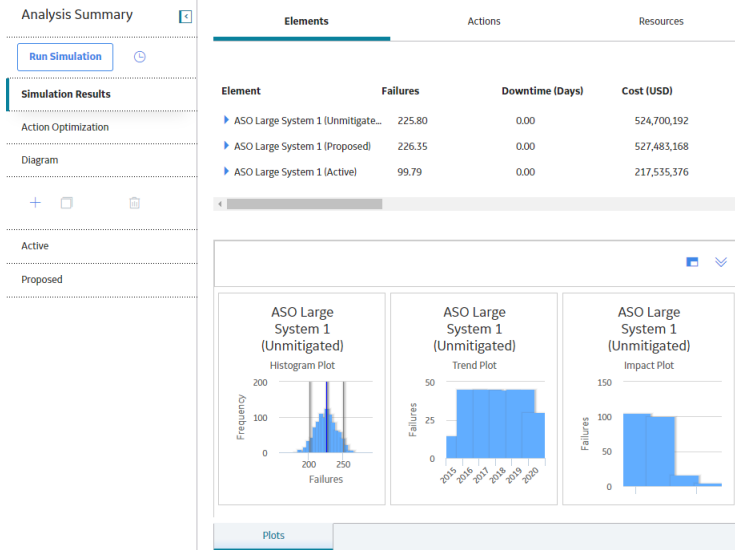 Analysis Summary
Run Simulation
Simulation Results
Action Optimization
Diagram
Active
Proposed
Elements Actions Resources
Element Failures Downtime (Days) Cost (USD)
ASO Large System 1 (Unmitigate... 225.80 0.00 524,700,192
ASO Large System 1 (Proposed) 226.35 0.00 527,483,168
ASO Large System 1 (Active) 99.79 0.00 217,535,376
ASO Large
System 1
(Unmitigated)
Histogram Plot
Frequency
200
100
0
200 250
Failures
ASO Large
System 1
(Unmitigated)
Trend Plot
Failures
50
25
0
2015 2016 2017 2018 2019 2020
ASO Large
System 1
(Unmitigated)
Impact Plot
Failures
150
100
50
0
Plots